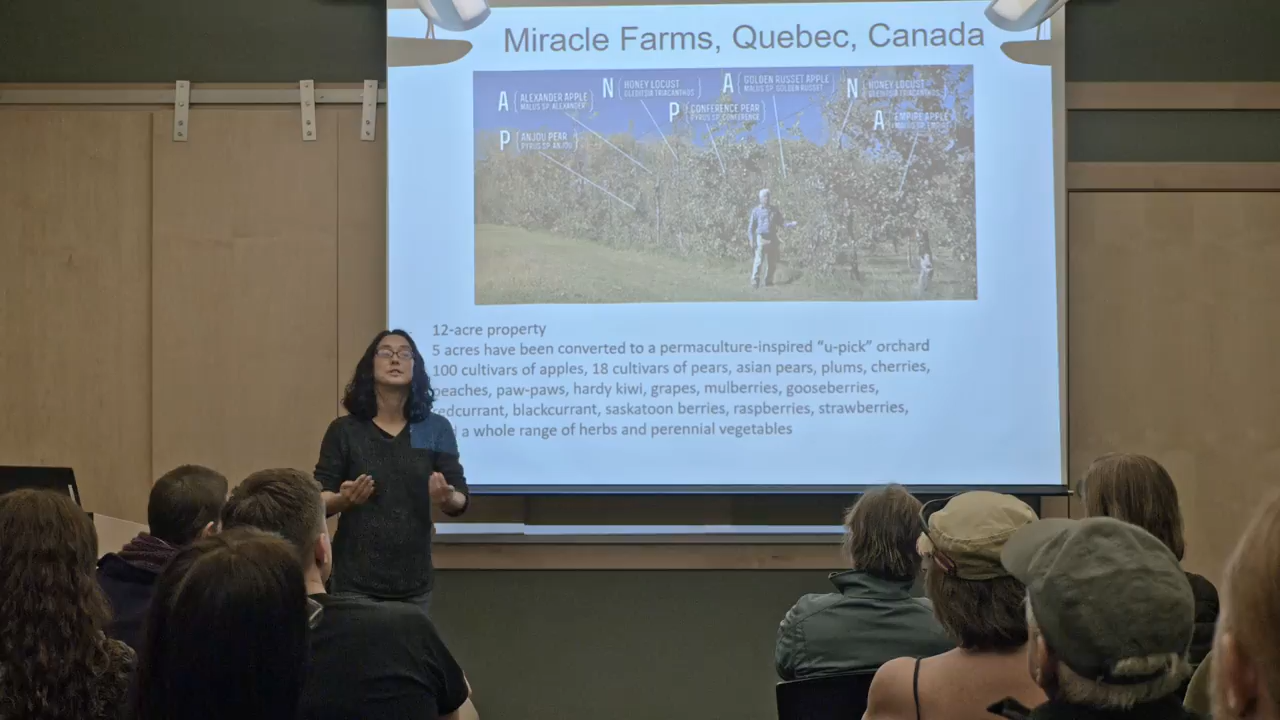 Miracle Farms, Quebec, Canada
A ALEXANDER APPLE
MALUS SP. ALEXANDER
N HONEY LOCUST
GLEDITSIA TRIACANTHOS
A GOLDEN RUSSET APPLE
MALUS SP. GOLDEN RUSSET
N HONEY LOCUST
GLEDITSIA TRIACANTHOS
P CONFERENCE PEAR
PYRUS SP. CONFERENCE
A EMPIRE APPLE
P ANJOU PEAR
PYRUS SP. ANJOU
12-acre property
5 acres have been converted to a permaculture-inspired “u-pick” orchard
100 cultivars of apples, 18 cultivars of pears, asian pears, plums, cherries,
peaches, paw-paws, hardy kiwi, grapes, mulberries, gooseberries,
redcurrant, blackcurrant, saskatoon berries, raspberries, strawberries,
a whole range of herbs and perennial vegetables